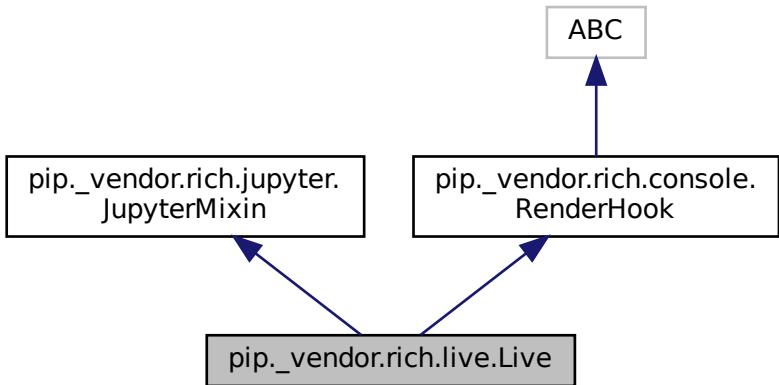 ABC
pip._vendor.rich.jupyter.
JupyterMixin
pip._vendor.rich.console.
RenderHook
pip._vendor.rich.live.Live